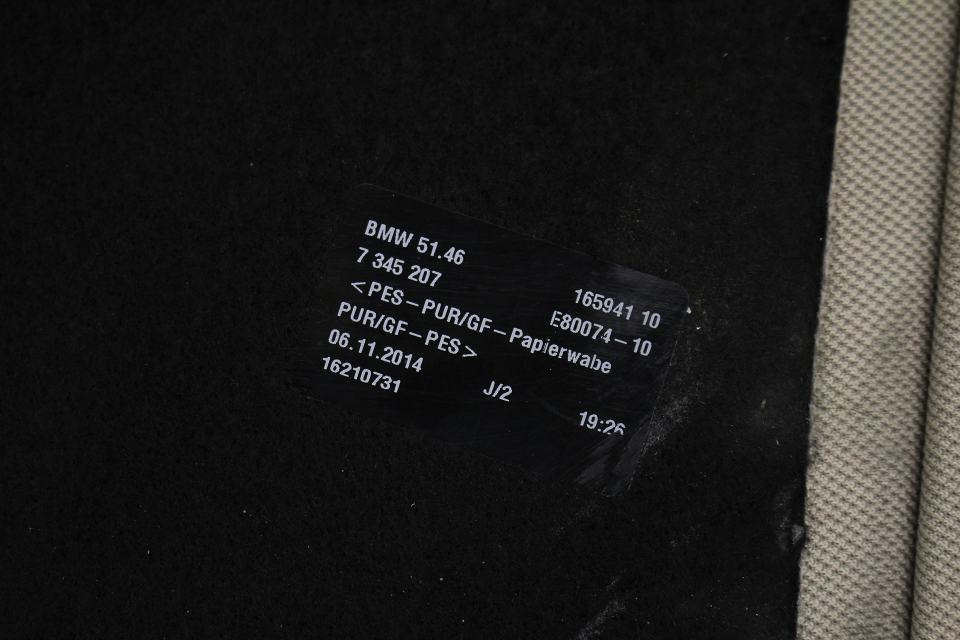 BMW 51.46
7 345 207
165941 10
E80074-10
<PES-PUR/GF-Papierwabe
PUR/GF-PES>
06.11.2014
16210731
J/2
19:26